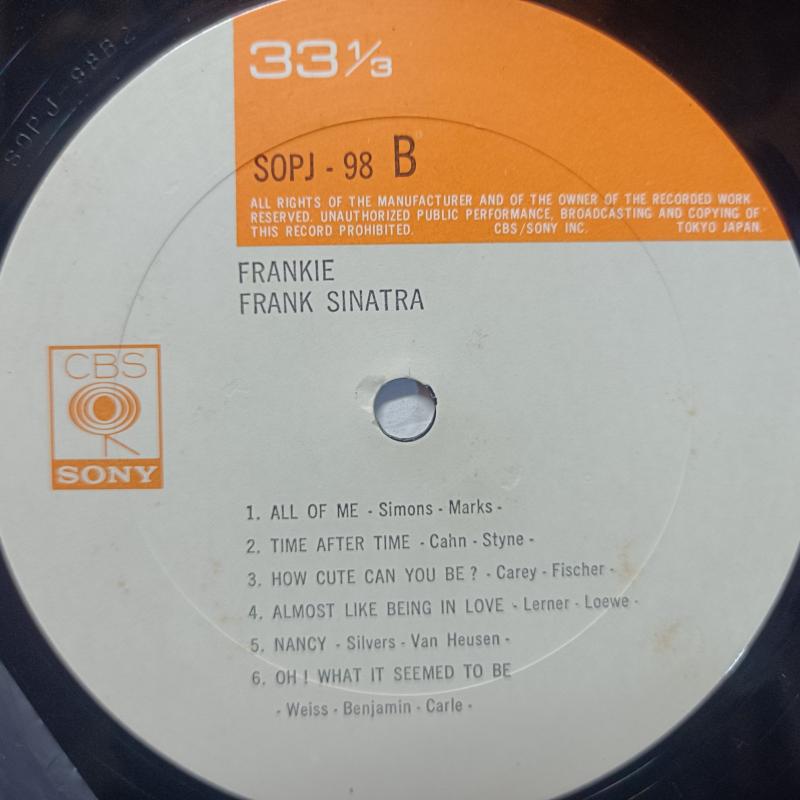 SOPJ 98B2
33 1/3
SOPJ - 98 B
ALL RIGHTS OF THE MANUFACTURER AND OF THE OWNER OF THE RECORDED WORK
RESERVED. UNAUTHORIZED PUBLIC PERFORMANCE, BROADCASTING AND COPYING OF
THIS RECORD PROHIBITED. CBS/SONY INC. TOKYO JAPAN.
FRANKIE
FRANK SINATRA
CBS
SONY
1. ALL OF ME - Simons - Marks -
2. TIME AFTER TIME - Cahn - Styne -
3. HOW CUTE CAN YOU BE ? - Carey - Fischer -
4. ALMOST LIKE BEING IN LOVE - Lerner - Loewe -
5. NANCY - Silvers - Van Heusen -
6. OH ! WHAT IT SEEMED TO BE
- Weiss - Benjamin - Carle -